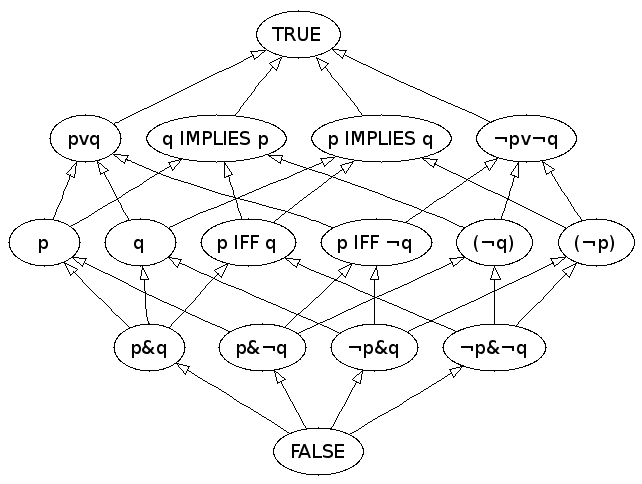 TRUE
pvq
q IMPLIES p
p IMPLIES q
¬pv¬q
p
q
p IFF q
p IFF ¬q
(¬q)
(¬p)
p&q
p&¬q
¬p&q
¬p&¬q
FALSE